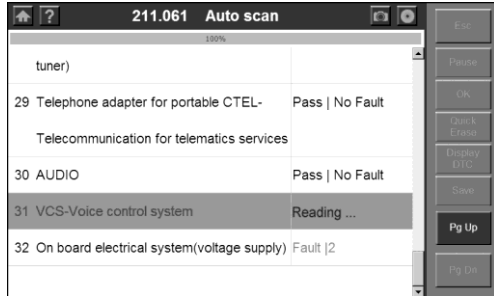 211.061 Auto scan
100%
tuner)
29 Telephone adapter for portable CTEL- Pass | No Fault
Telecommunication for telematics services
30 AUDIO Pass | No Fault
31 VCS-Voice control system Reading ...
32 On board electrical system(voltage supply) Fault |2
Esc
Pause
OK
Quick
Erase
Display
DTC
Save
Pg Up
Pg Dn